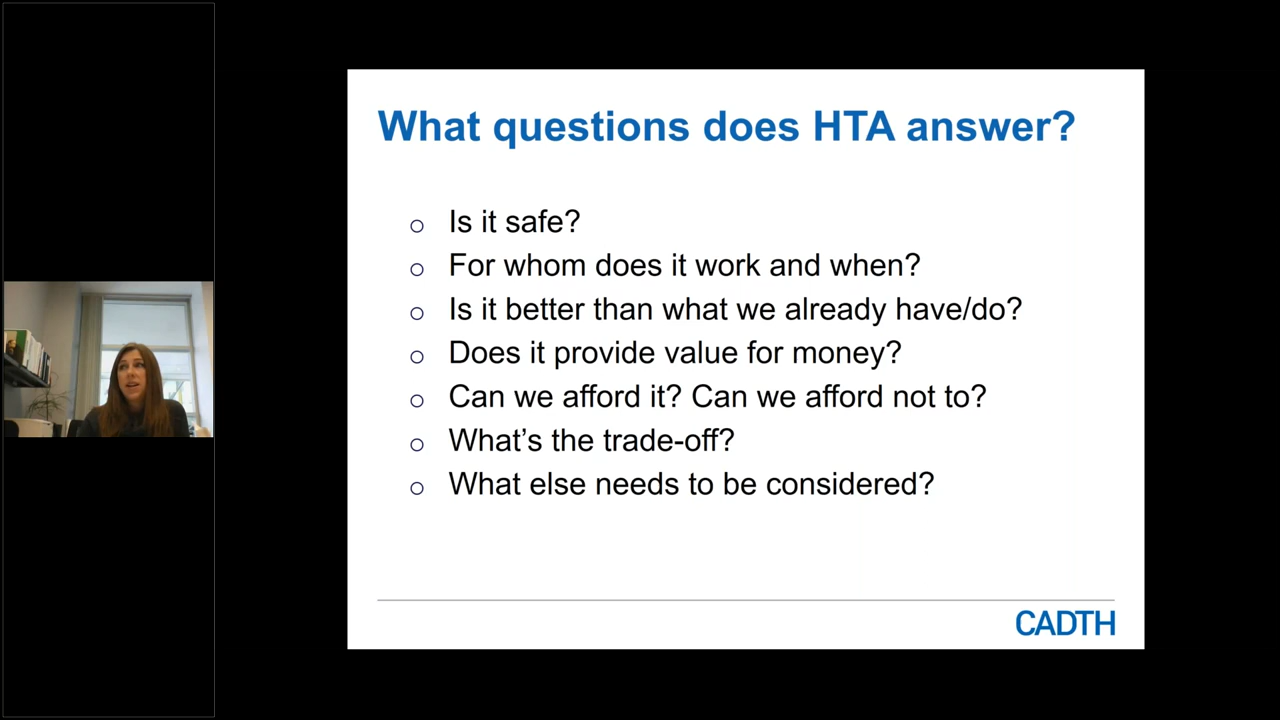 What questions does HTA answer?
o Is it safe?
o For whom does it work and when?
o Is it better than what we already have/do?
o Does it provide value for money?
o Can we afford it? Can we afford not to?
o What’s the trade-off?
o What else needs to be considered?
CADTH